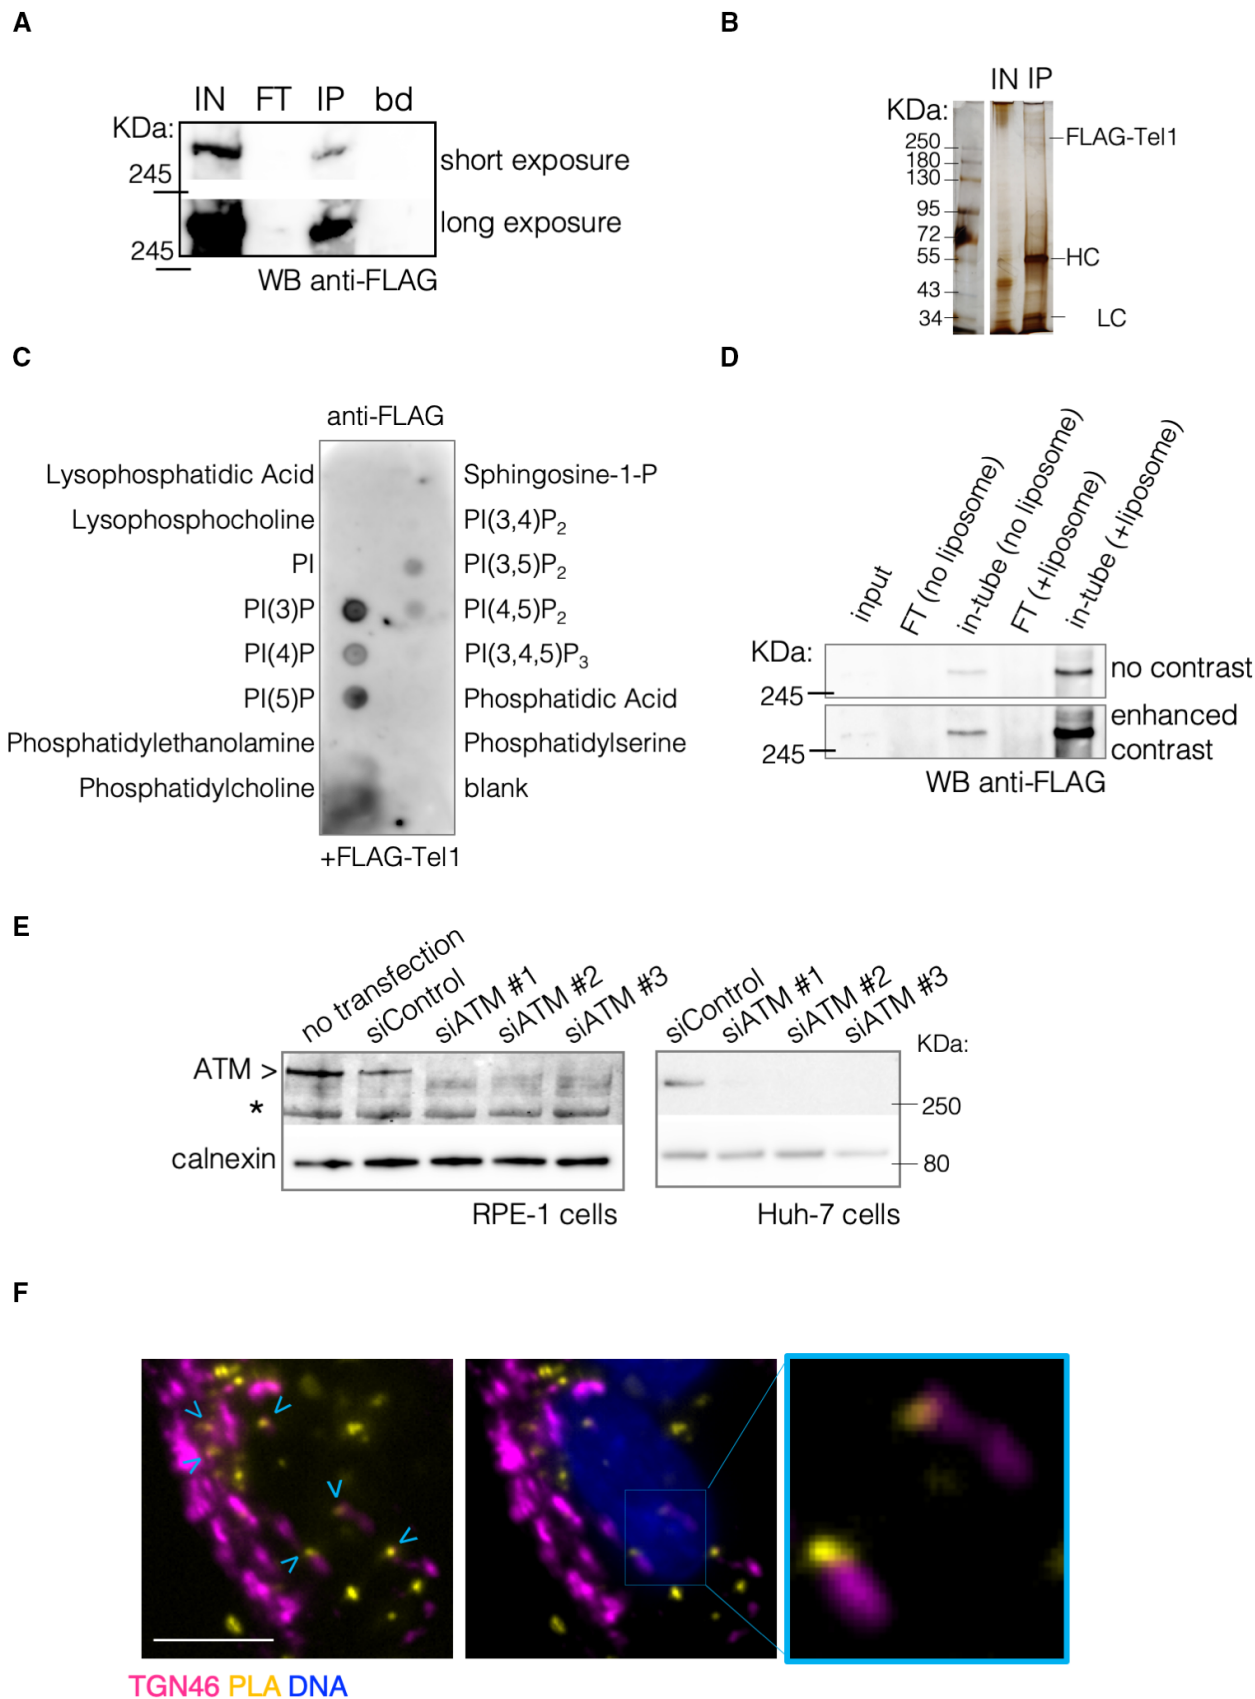 A
IN FT IP bd
KDa:
245
short exposure
245
long exposure
WB anti-FLAG
B
IN IP
KDa:
250
180
130
95
72
55
43
34
FLAG-Tel1
HC
LC
C
anti-FLAG
Lysophosphatidic Acid
Sphingosine-1-P
Lysophosphocholine
PI(3,4)P2
PI
PI(3,5)P2
PI(3)P
PI(4,5)P2
PI(4)P
PI(3,4,5)P3
PI(5)P
Phosphatidic Acid
Phosphatidylethanolamine
Phosphatidylserine
Phosphatidylcholine
blank
+FLAG-Tel1
D
input
FT (no liposome)
in-tube (no liposome)
FT (+liposome)
in-tube (+liposome)
KDa:
245
no contrast
245
enhanced
contrast
WB anti-FLAG
E
no transfection
siControl
siATM #1
siATM #2
siATM #3
ATM >
*
calnexin
RPE-1 cells
siControl
siATM #1
siATM #2
siATM #3
KDa:
250
80
Huh-7 cells
F
TGN46 PLA DNA